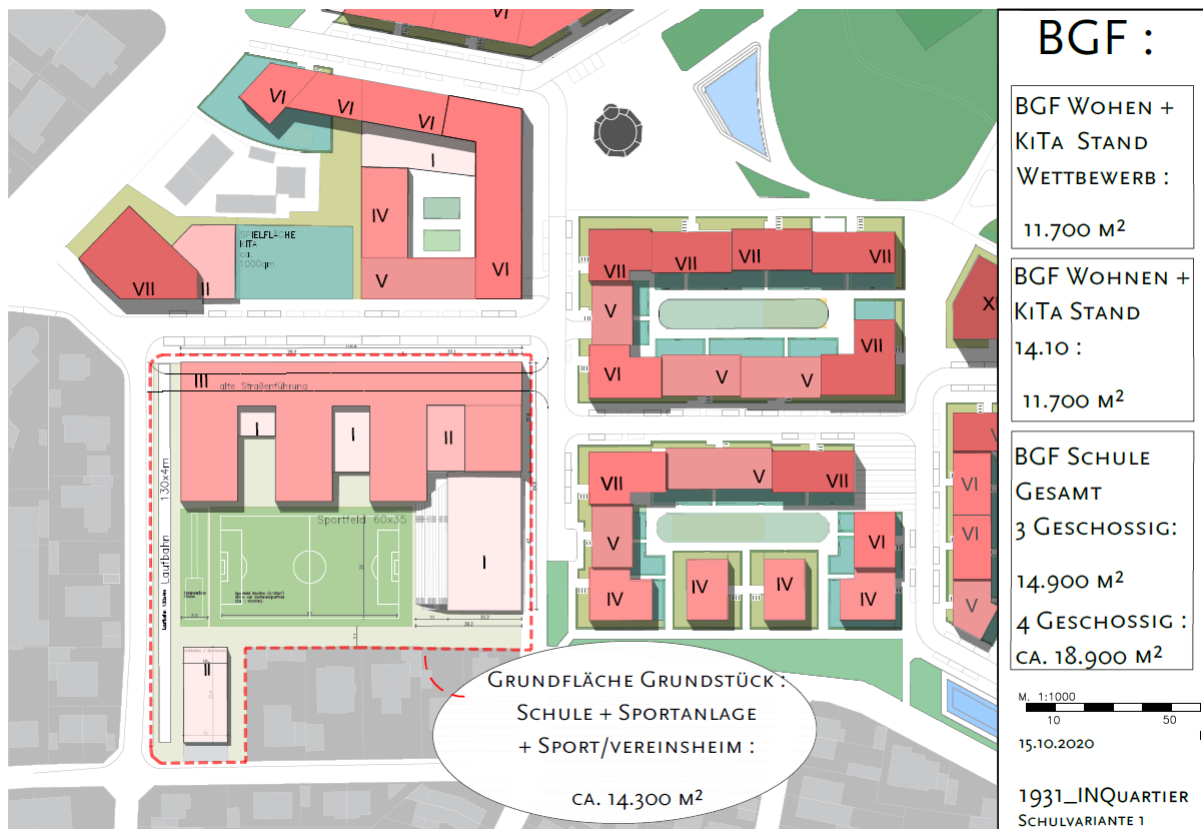 VI
VI
VI
VI
I
IV
VI
V
VII
II
SPIELFLÄCHE
KITA
ca.
1000qm
VII
VII
VII
VII
V
VI
V
V
VII
XI
III
alte Straßenführung
I
I
II
130x4m
Laufbahn
Sportfeld 60x35
I
II
VII
V
VII
V
IV
IV
IV
VI
IV
V
VI
VI
V
Grundfläche Grundstück :
Schule + Sportanlage
+ Sport/vereinsheim :
ca. 14.300 m²
BGF :
BGF Wohen +
KiTa Stand
Wettbewerb :
11.700 m²
BGF Wohnen +
KiTa Stand
14.10 :
11.700 m²
BGF Schule
Gesamt
3 Geschossig:
14.900 m²
4 Geschossig :
ca. 18.900 m²
M. 1:1000
10 50
15.10.2020
1931_INQuartier
Schulvariante 1